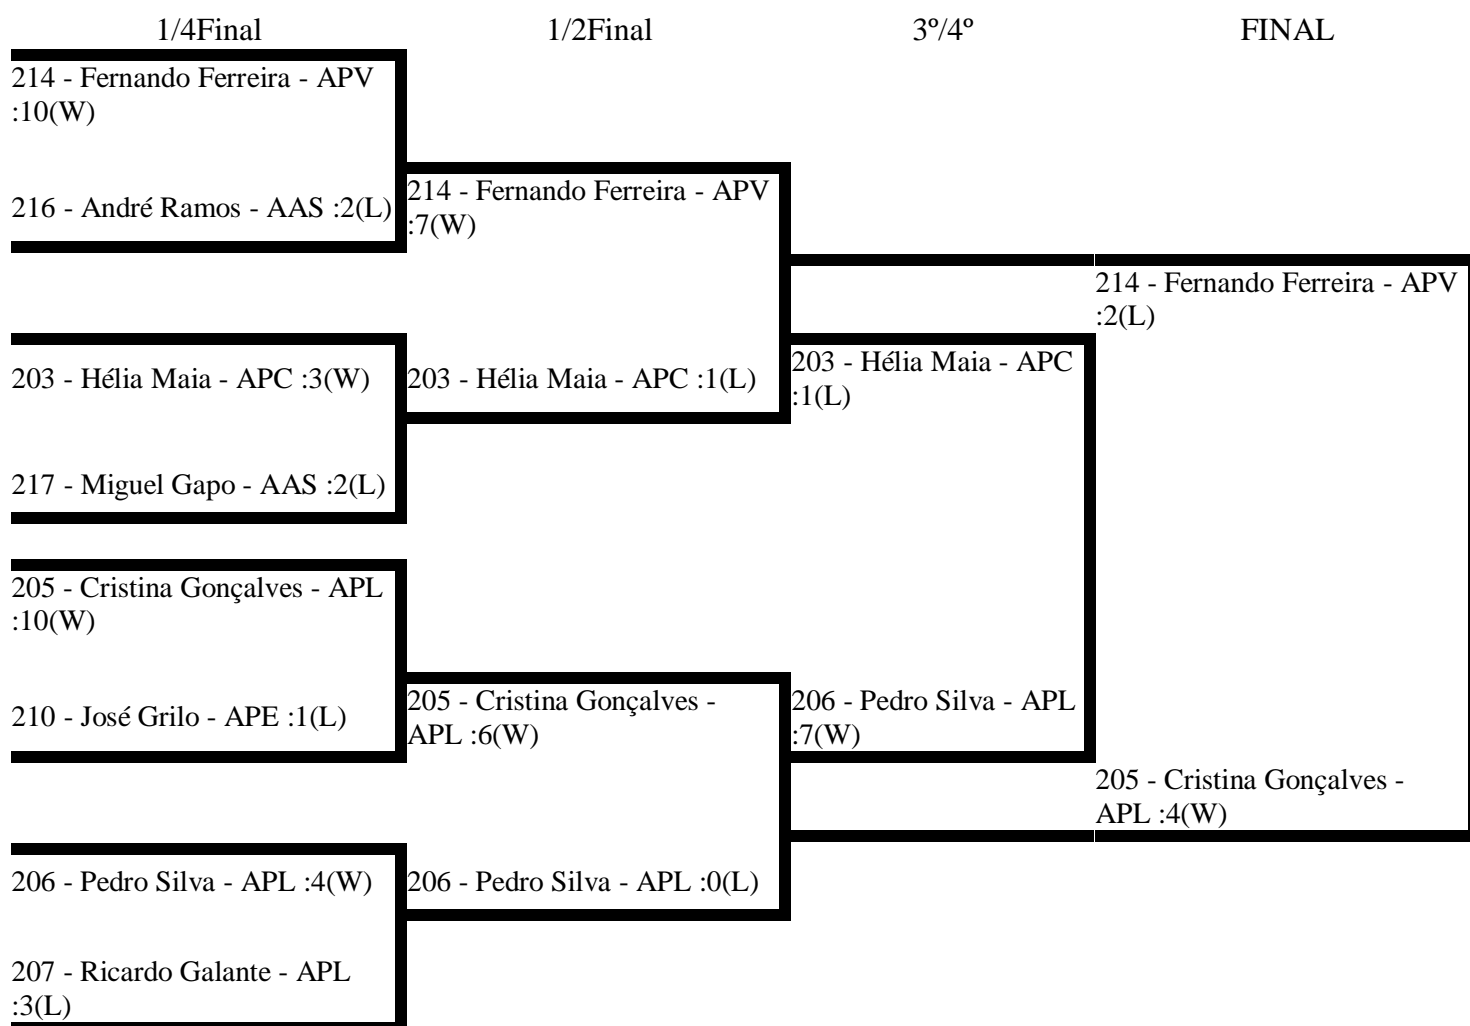 1/4Final
1/2Final
3º/4º
FINAL
214 - Fernando Ferreira - APV
:10(W)
216 - André Ramos - AAS :2(L)
203 - Hélia Maia - APC :3(W)
217 - Miguel Gapo - AAS :2(L)
205 - Cristina Gonçalves - APL
:10(W)
210 - José Grilo - APE :1(L)
206 - Pedro Silva - APL :4(W)
207 - Ricardo Galante - APL
:3(L)
214 - Fernando Ferreira - APV
:7(W)
203 - Hélia Maia - APC :1(L)
205 - Cristina Gonçalves -
APL :6(W)
206 - Pedro Silva - APL :0(L)
203 - Hélia Maia - APC
:1(L)
206 - Pedro Silva - APL
:7(W)
214 - Fernando Ferreira - APV
:2(L)
205 - Cristina Gonçalves -
APL :4(W)